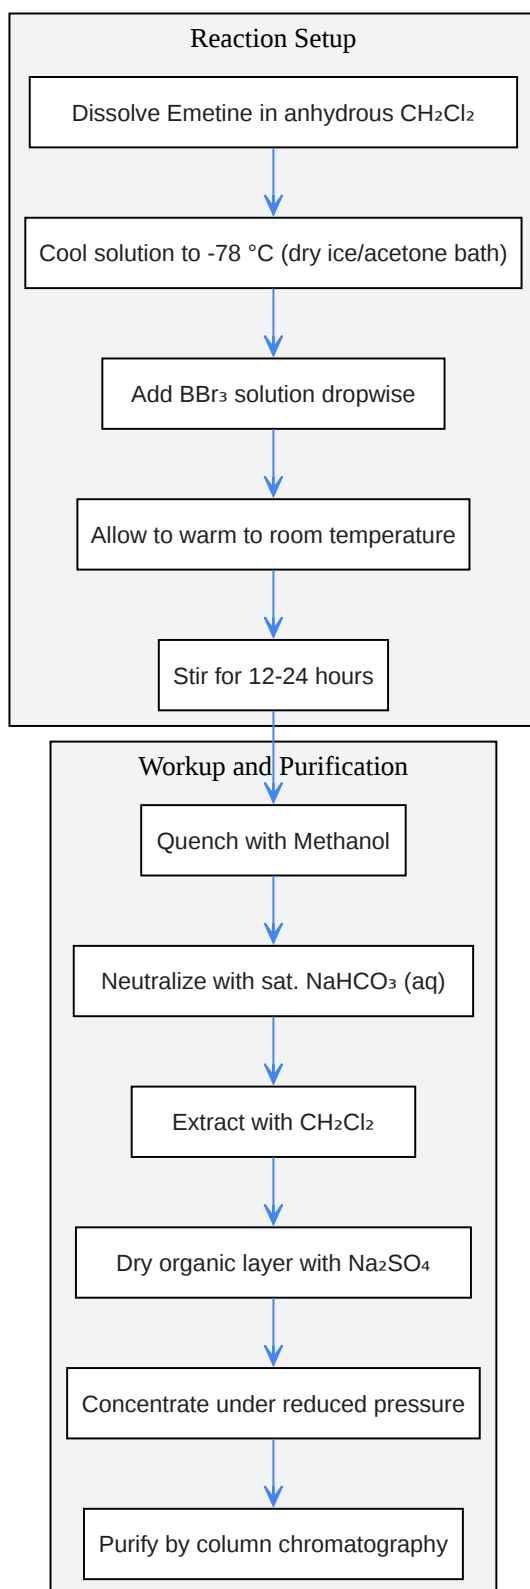 Reaction Setup
Dissolve Emetine in anhydrous CH₂Cl₂
Cool solution to -78 °C (dry ice/acetone bath)
Add BBr₃ solution dropwise
Allow to warm to room temperature
Stir for 12-24 hours
Workup and Purification
Quench with Methanol
Neutralize with sat. NaHCO₃ (aq)
Extract with CH₂Cl₂
Dry organic layer with Na₂SO₄
Concentrate under reduced pressure
Purify by column chromatography